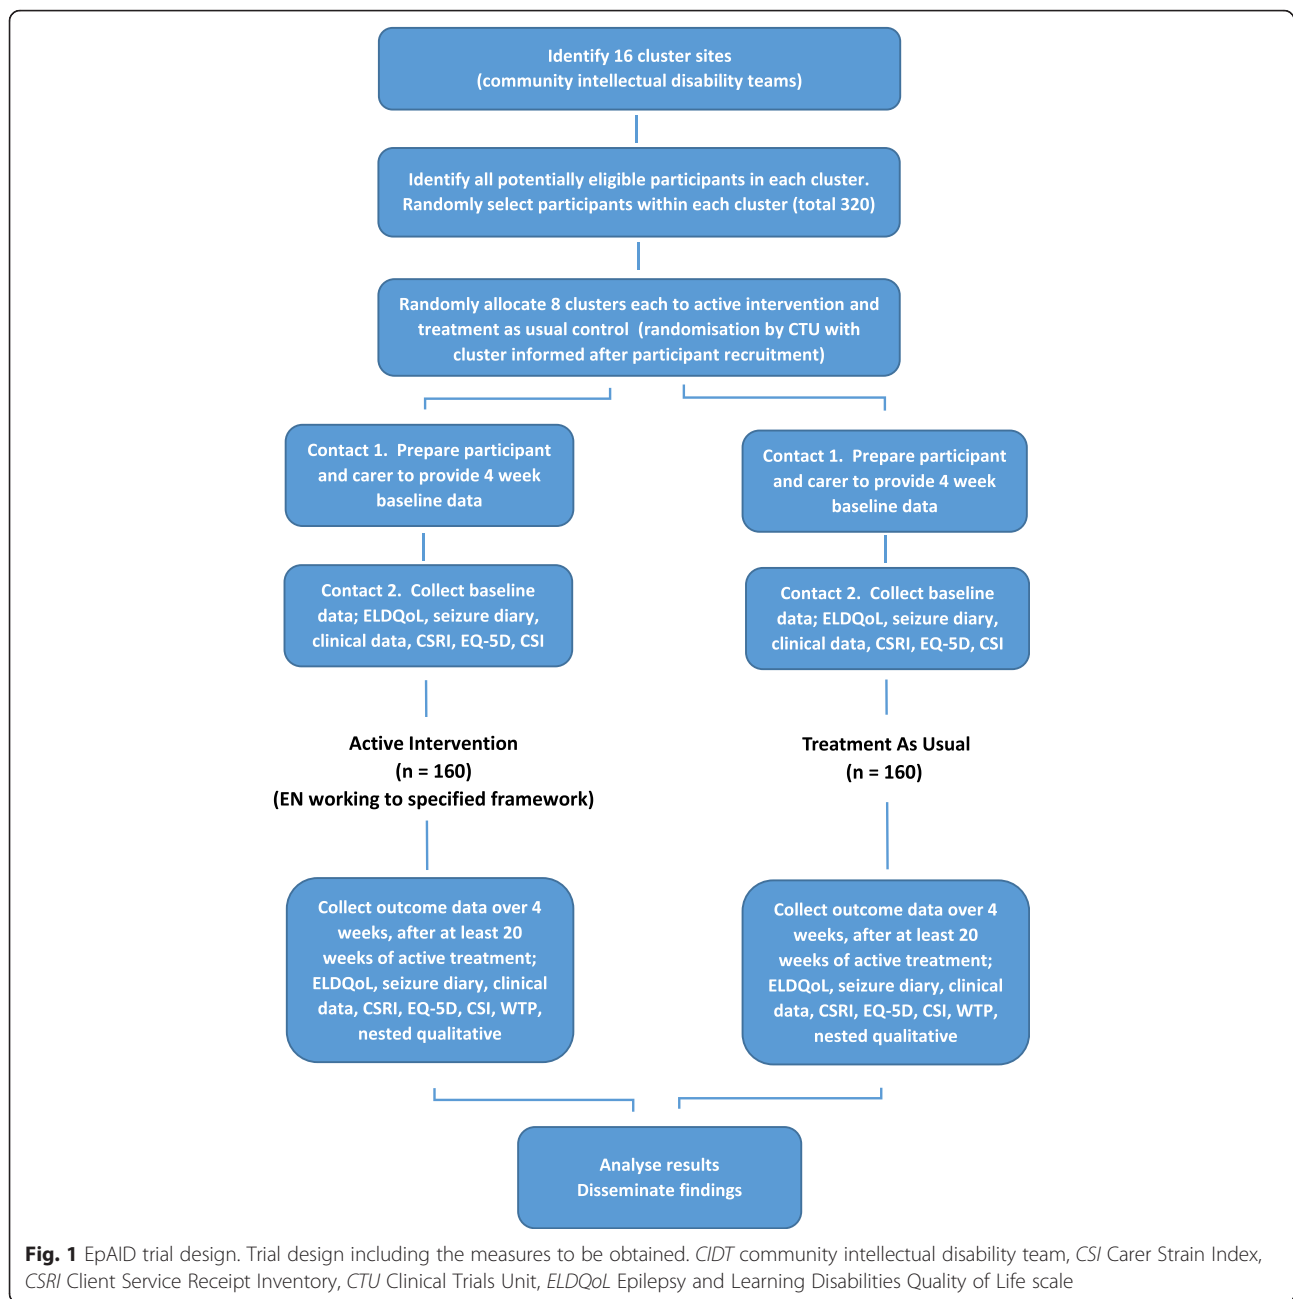 Identify 16 cluster sites
(community intellectual disability teams)
Identify all potentially eligible participants in each cluster.
Randomly select participants within each cluster (total 320)
Randomly allocate 8 clusters each to active intervention and
treatment as usual control (randomisation by CTU with
cluster informed after participant recruitment)
Contact 1. Prepare participant
and carer to provide 4 week
baseline data
Contact 1. Prepare participant
and carer to provide 4 week
baseline data
Contact 2. Collect baseline
data; ELDQoL, seizure diary,
clinical data, CSRI, EQ-5D, CSI
Contact 2. Collect baseline
data; ELDQoL, seizure diary,
clinical data, CSRI, EQ-5D, CSI
Active Intervention
(n = 160)
(EN working to specified framework)
Treatment As Usual
(n = 160)
Collect outcome data over 4
weeks, after at least 20
weeks of active treatment;
ELDQoL, seizure diary, clinical
data, CSRI, EQ-5D, CSI, WTP,
nested qualitative
Collect outcome data over 4
weeks, after at least 20
weeks of active treatment;
ELDQoL, seizure diary, clinical
data, CSRI, EQ-5D, CSI, WTP,
nested qualitative
Analyse results
Disseminate findings
Fig. 1 EpAID trial design. Trial design including the measures to be obtained. CIDT community intellectual disability team, CSI Carer Strain Index,
CSRI Client Service Receipt Inventory, CTU Clinical Trials Unit, ELDQoL Epilepsy and Learning Disabilities Quality of Life scale